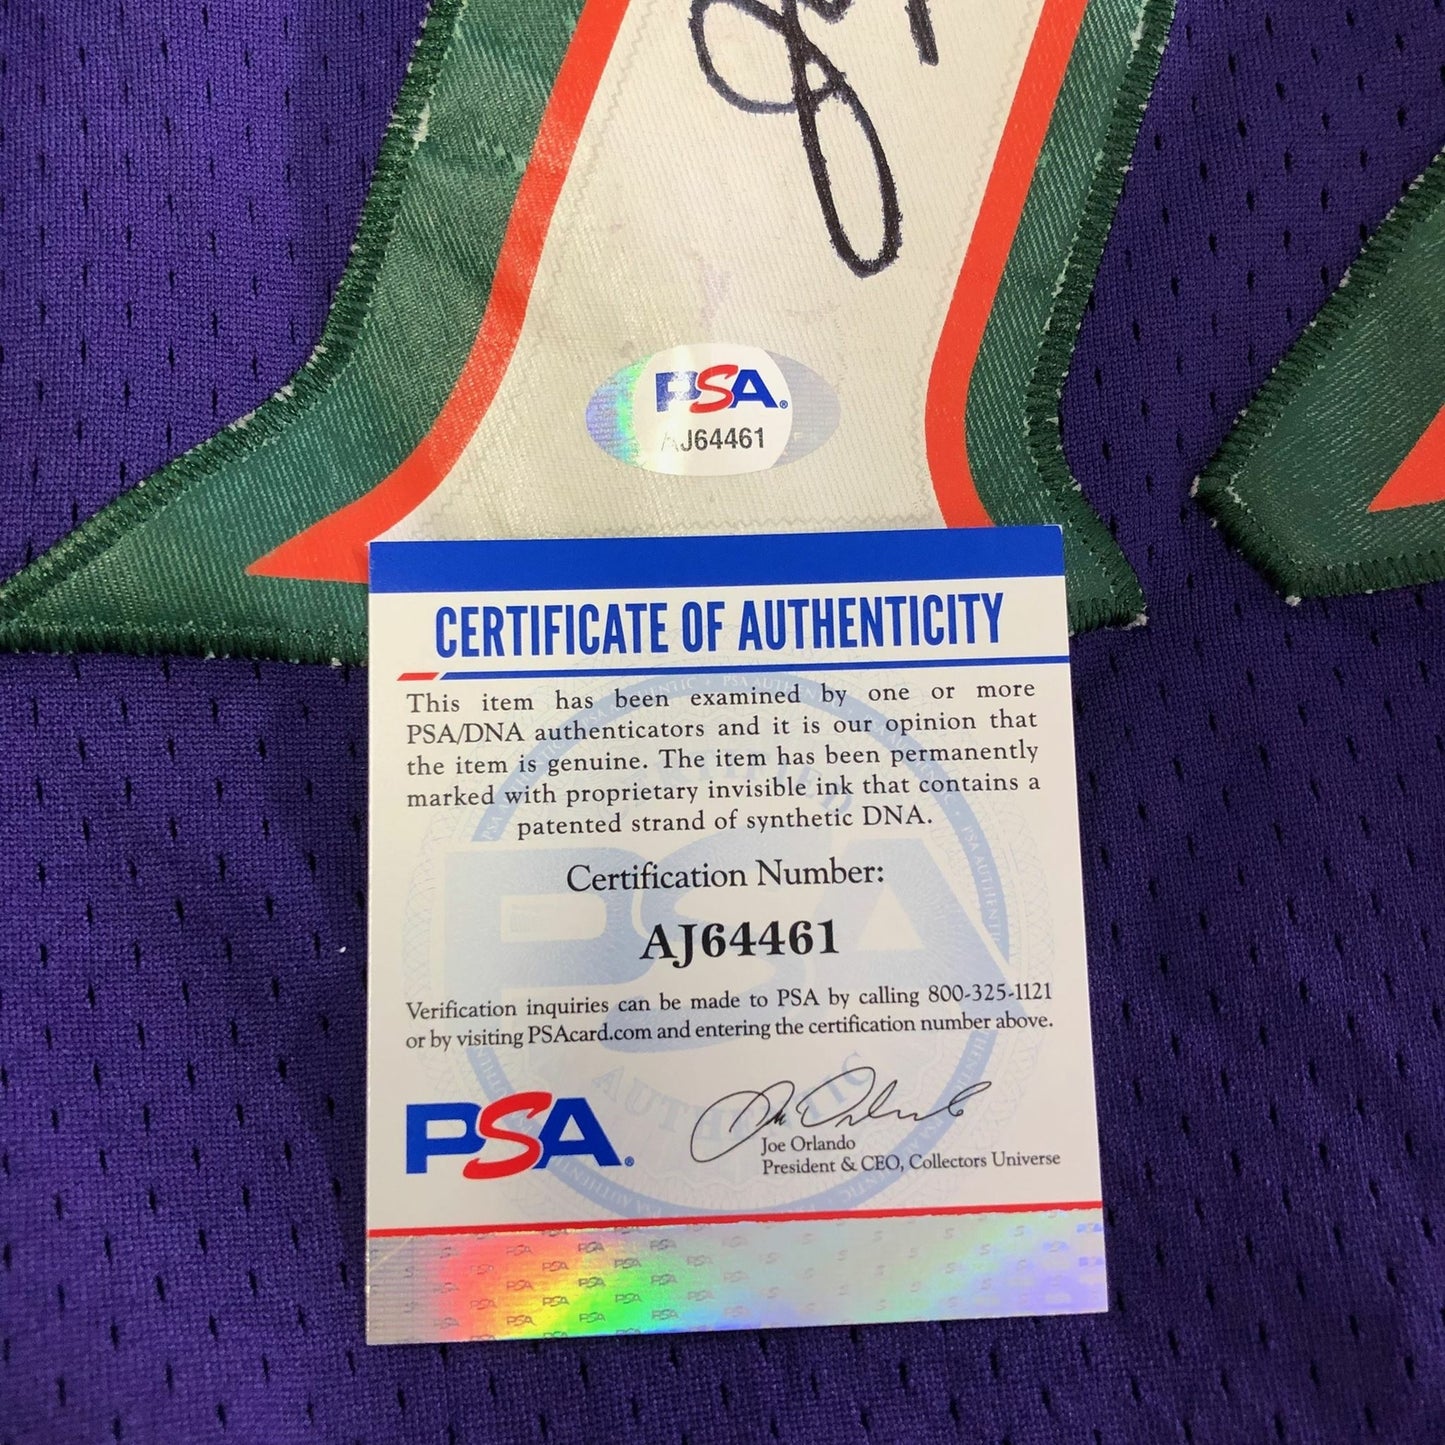 PSA®
AJ64461
CERTIFICATE OF AUTHENTICITY
This item has been examined by one or more
PSA/DNA authenticators and it is our opinion that
the item is genuine. The item has been permanently
marked with proprietary invisible ink that contains a
patented strand of synthetic DNA.
Certification Number:
AJ64461
Verification inquiries can be made to PSA by calling 800-325-1121
or by visiting PSAcard.com and entering the certification number above.
PSA®
Joe Orlando
President & CEO, Collectors Universe